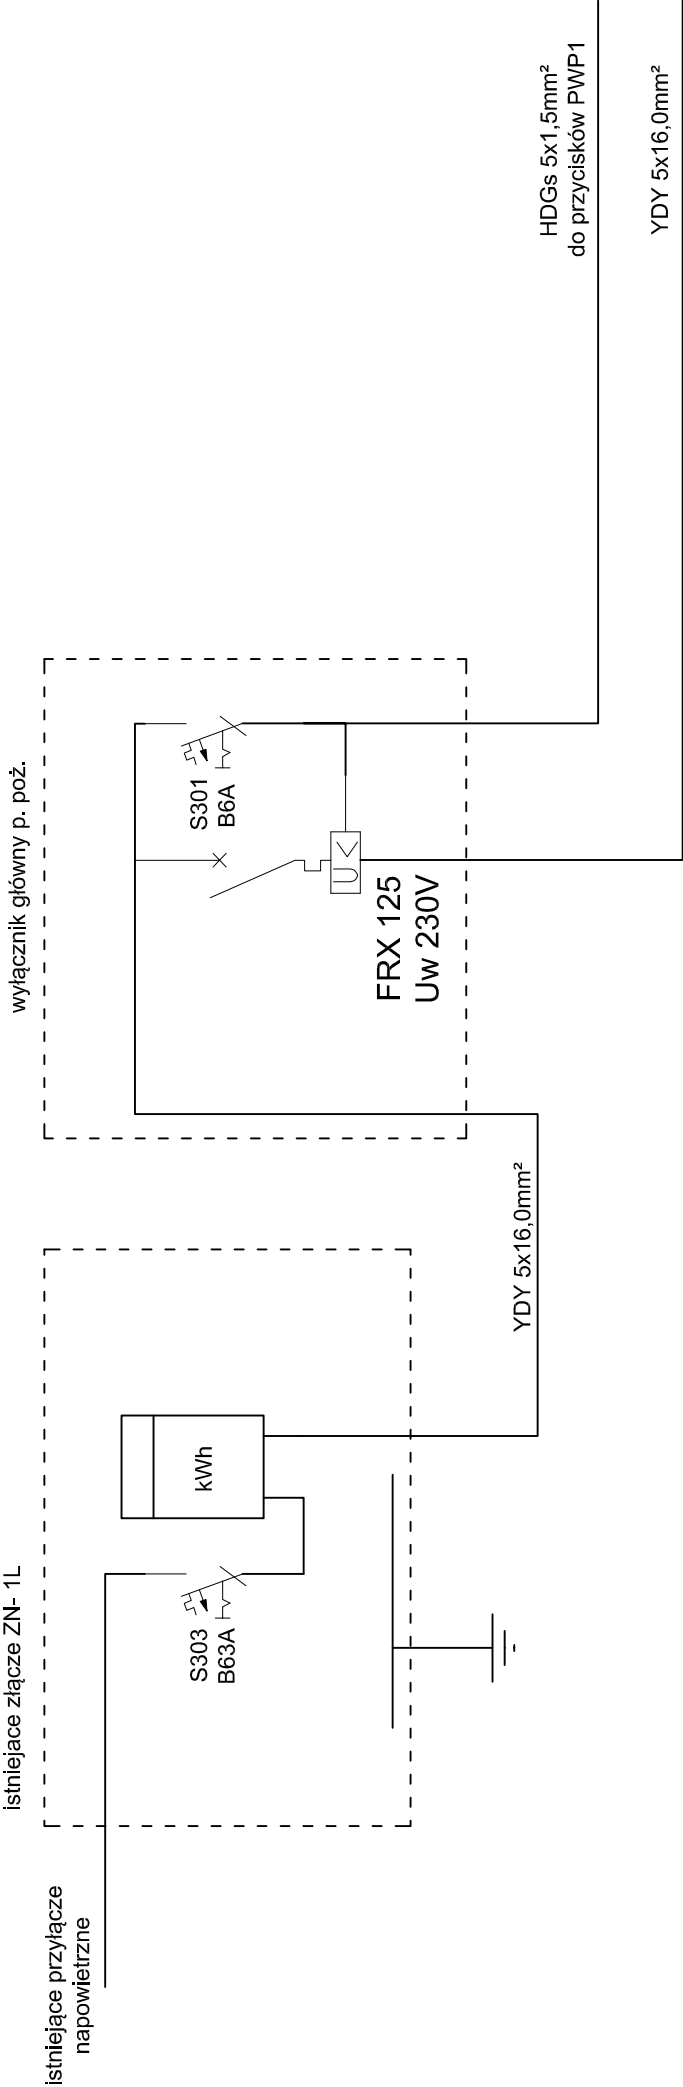 istniejące przyłącze
napowietrzne
istniejace złącze ZN- 1L
S303
B63A
kWh
YDY 5x16,0mm²
wyłącznik główny p. poż.
S301
B6A
U<
FRX 125
Uw 230V
HDGs 5x1,5mm²
do przycisków PWP1
YDY 5x16,0mm²